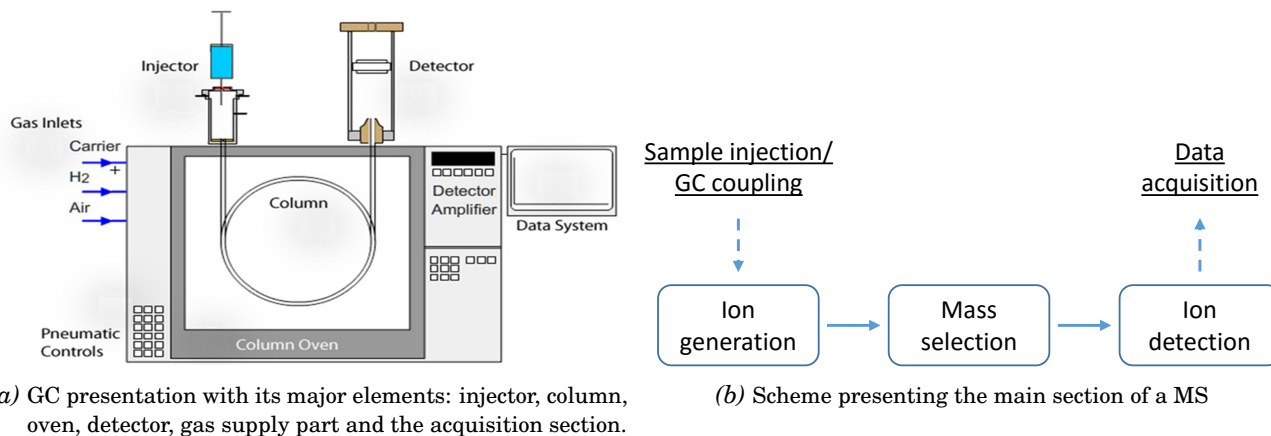 Injector
Detector
Gas Inlets
Carrier
+
H2
Air
Column
Detector
Amplifier
Data System
Pneumatic
Controls
Column Oven
a) GC presentation with its major elements: injector, column,
oven, detector, gas supply part and the acquisition section.
Sample injection/
GC coupling
Data
acquisition
Ion
generation
Mass
selection
Ion
detection
(b) Scheme presenting the main section of a MS